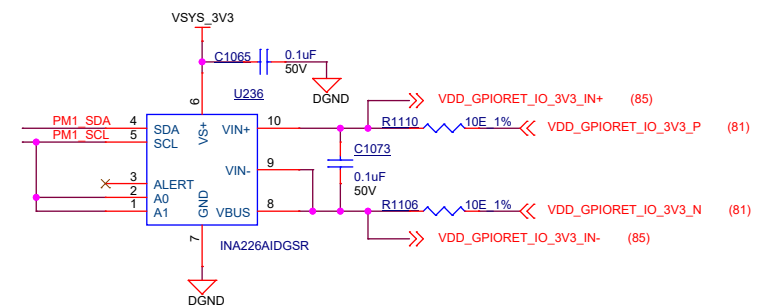 VSYS_3V3
C1065
0.1uF
50V
DGND
U236
6
VDD_GPIORET_IO_3V3_IN+ (85)
PM1_SDA 4 SDA VS+ VIN+ 10 R1110 10E_1% VDD_GPIORET_IO_3V3_P (81)
PM1_SCL 5 SCL
C1073
VIN- 9
0.1uF
50V
3 ALERT
2 A0
1 A1 GND VBUS 8 R1106 10E_1% VDD_GPIORET_IO_3V3_N (81)
7
INA226AIDGSR
VDD_GPIORET_IO_3V3_IN- (85)
DGND